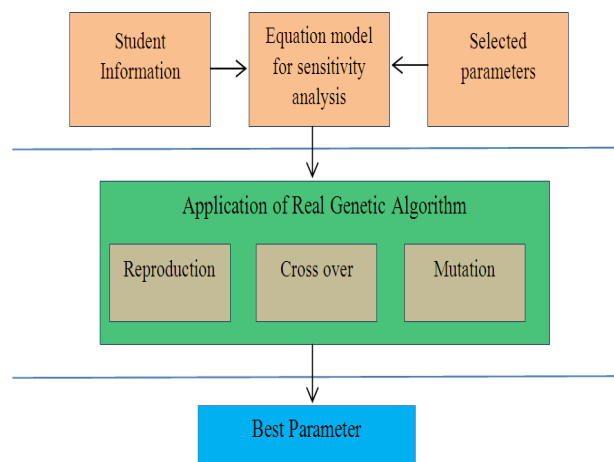 Student
Information
Equation model
for sensitivity
analysis
Selected
parameters
Application of Real Genetic Algorithm
Reproduction
Cross over
Mutation
Best Parameter